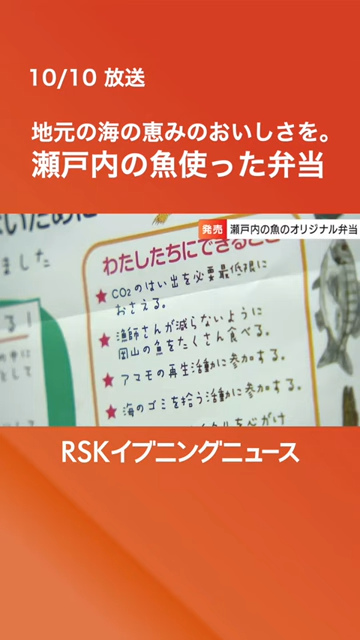 10/10 放送
地元の海の恵みのおいしさを。
瀬戸内の魚使った弁当
発売 瀬戸内の魚のオリジナル弁当
いために
ました
わたしたちにできること
★ CO2のはい出を必要最低限に
おさえる。
★ 漁師さんが減らないように
岡山の魚をたくさん食べる。
★ アマモの再生活動に参加する。
★ 海のゴミを拾う活動に参加する。
RSKイブニングニュース